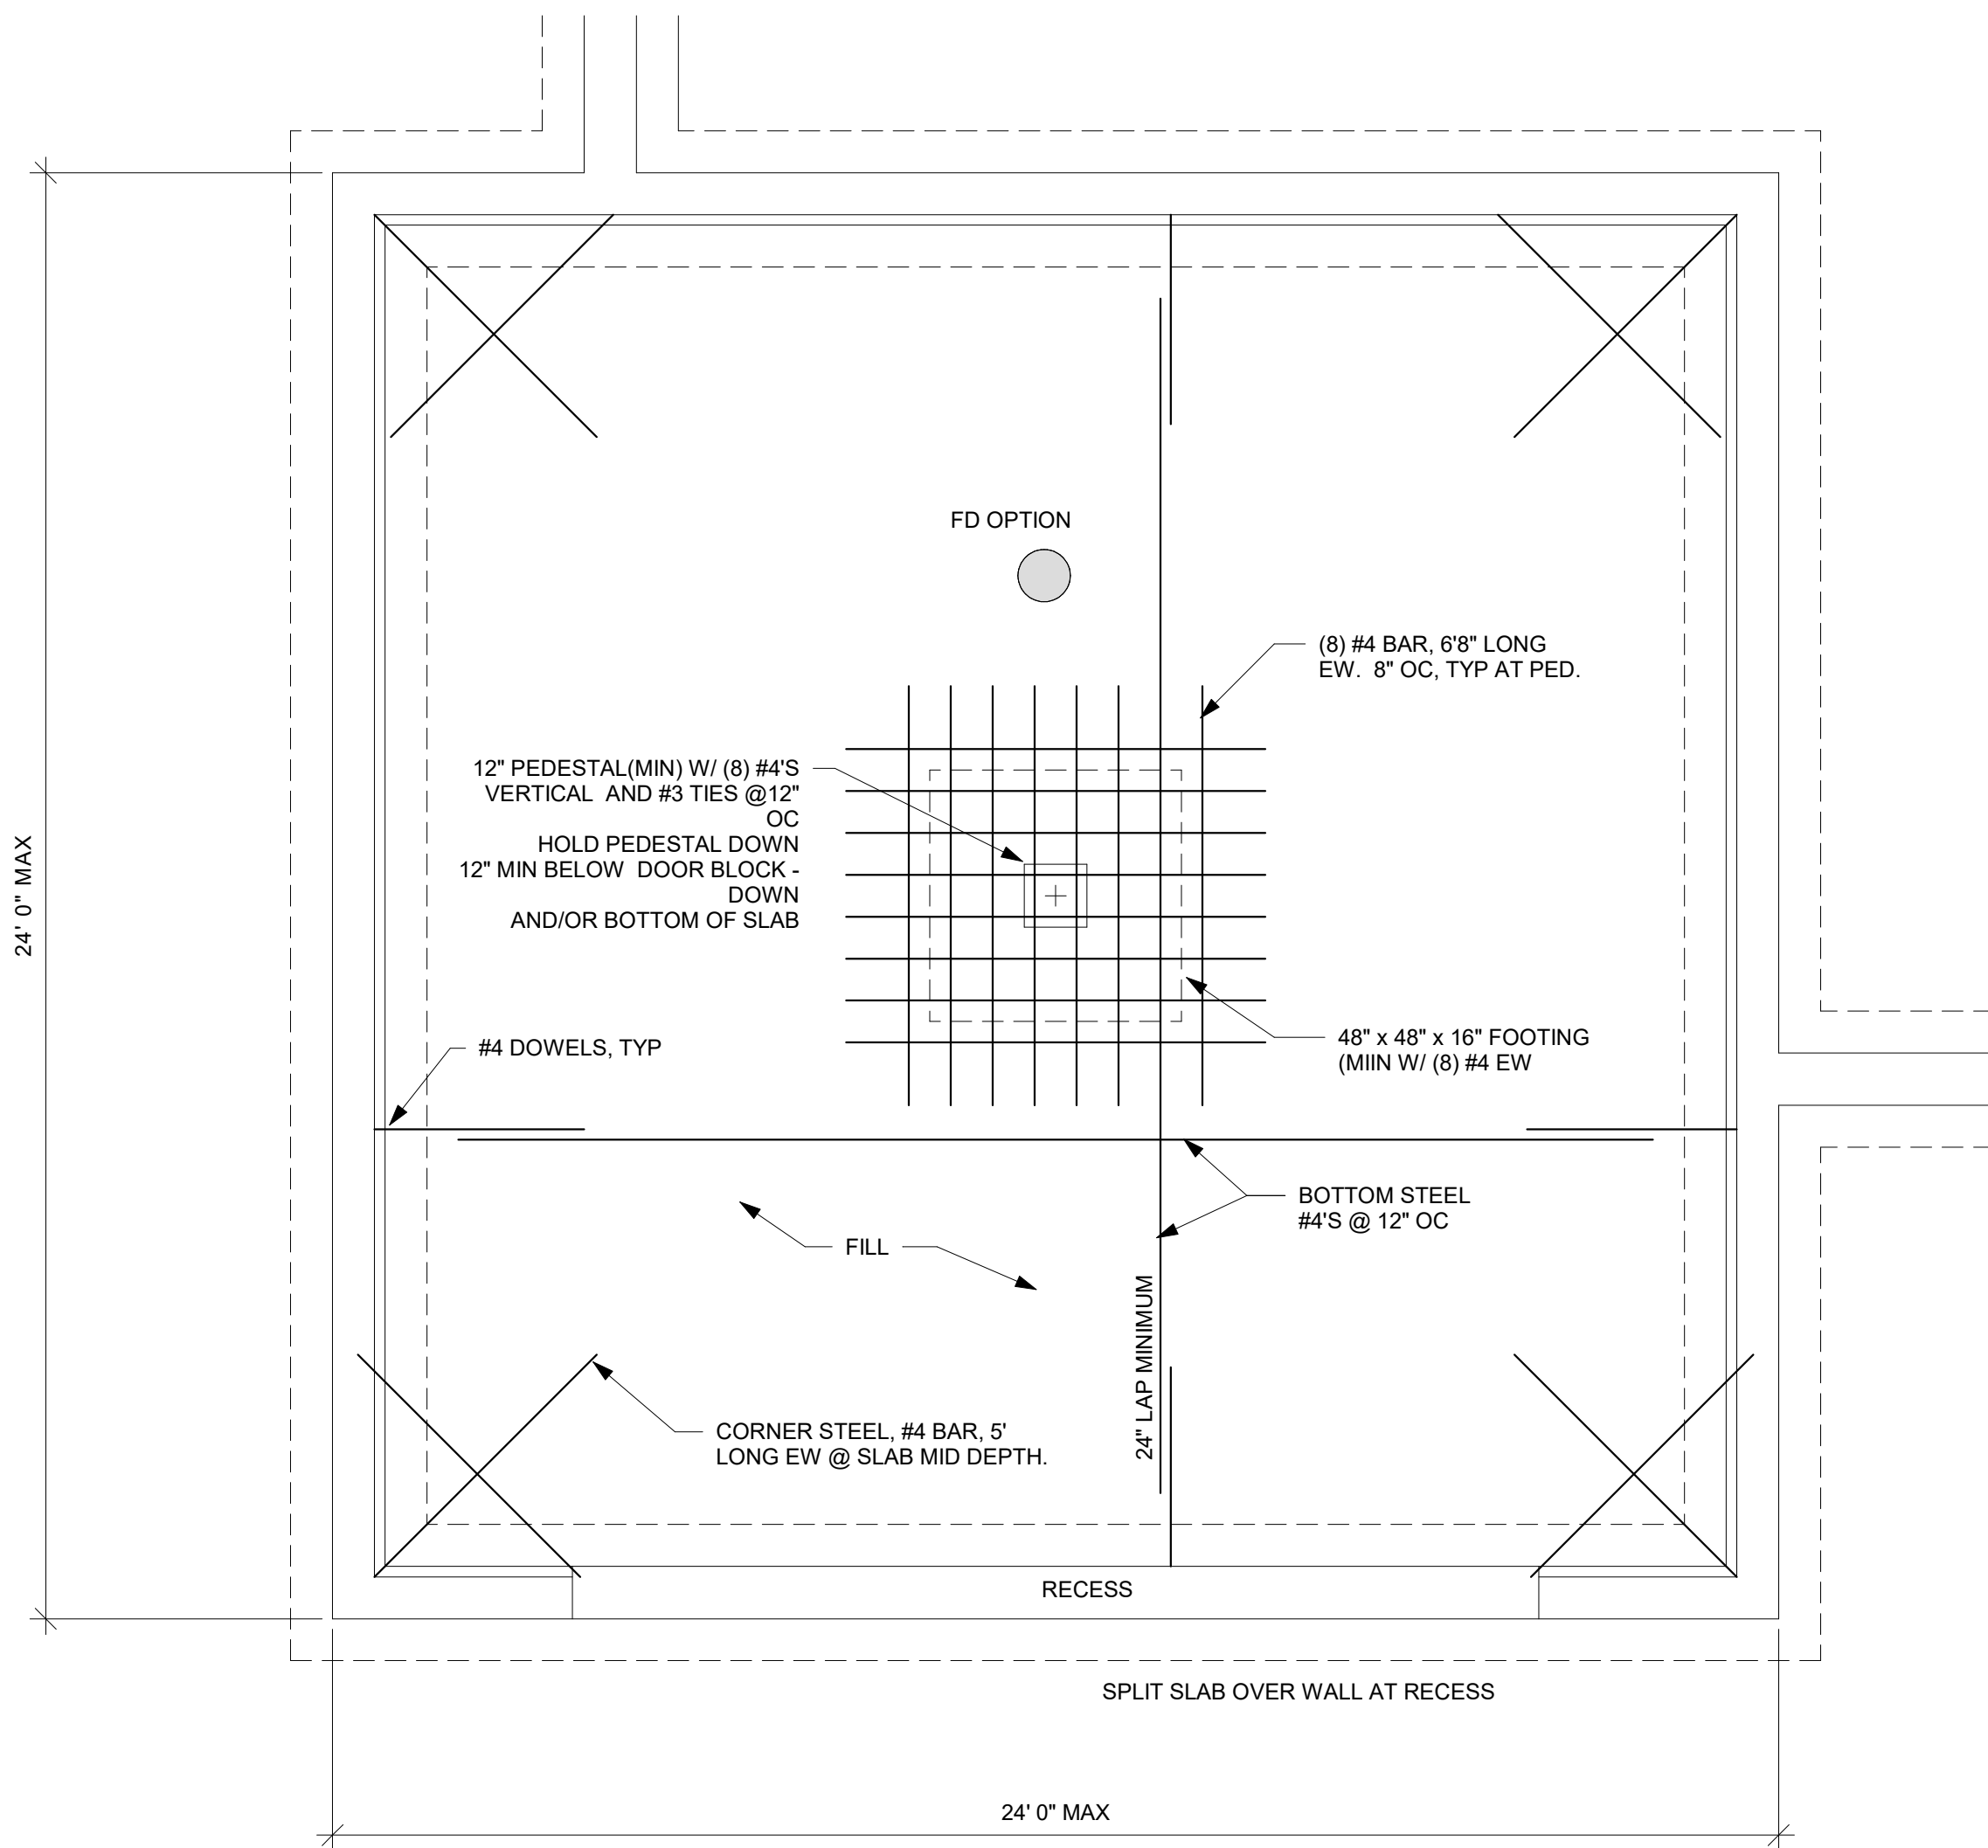 FD OPTION
(8) #4 BAR, 6'8" LONG
EW.  8" OC, TYP AT PED.
12" PEDESTAL(MIN) W/ (8) #4'S
VERTICAL  AND #3 TIES @12"
OC
HOLD PEDESTAL DOWN
12" MIN BELOW  DOOR BLOCK -
DOWN
AND/OR BOTTOM OF SLAB
24' 0" MAX
#4 DOWELS, TYP
48" x 48" x 16" FOOTING
(MIIN W/ (8) #4 EW
BOTTOM STEEL
#4'S @ 12" OC
FILL
24" LAP MINIMUM
CORNER STEEL, #4 BAR, 5'
LONG EW @ SLAB MID DEPTH.
RECESS
SPLIT SLAB OVER WALL AT RECESS
24' 0" MAX